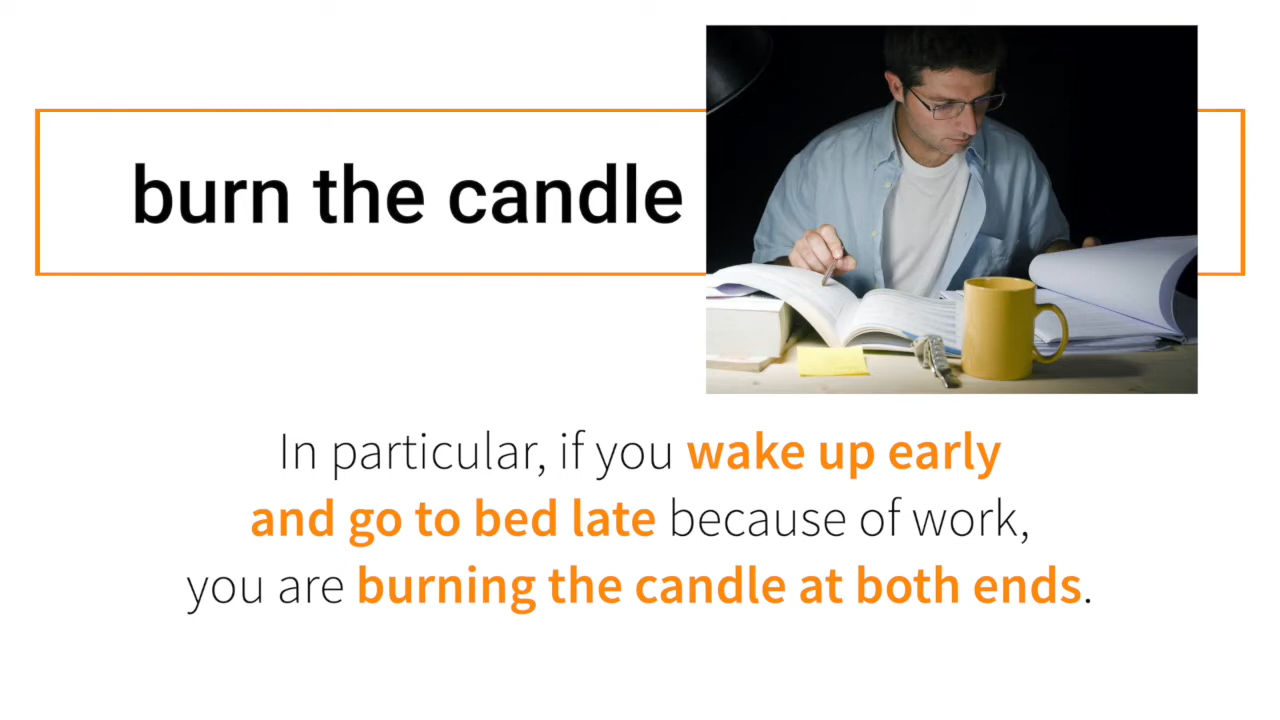 burn the candle
In particular, if you wake up early
and go to bed late because of work,
you are burning the candle at both ends.